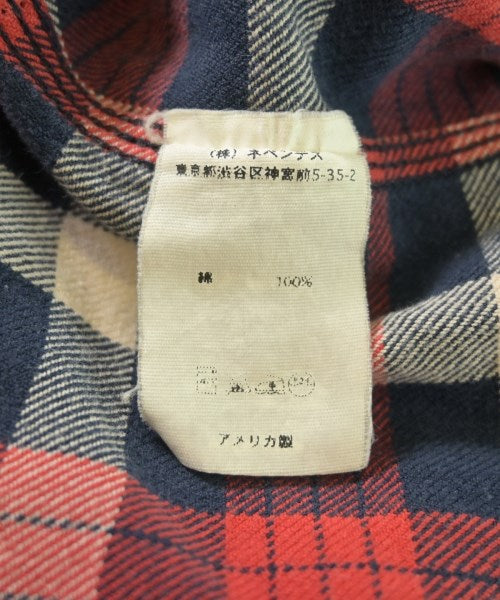 (株) ネペンテス
東京都渋谷区神宮前5-35-2
綿 100%
アメリカ製